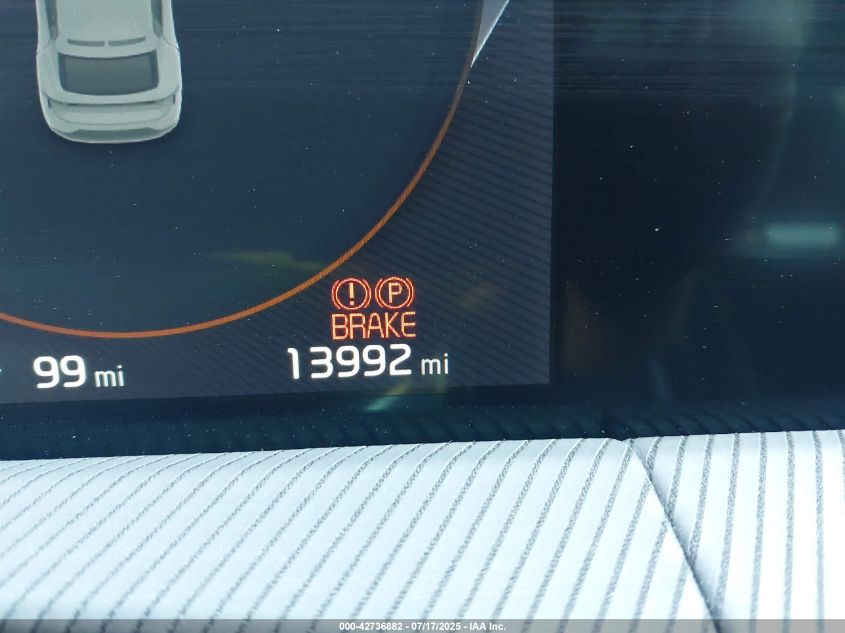 (!) (P)
BRAKE
99 mi
13992 mi
000-42736882 - 07/17/2025 - IAA Inc.